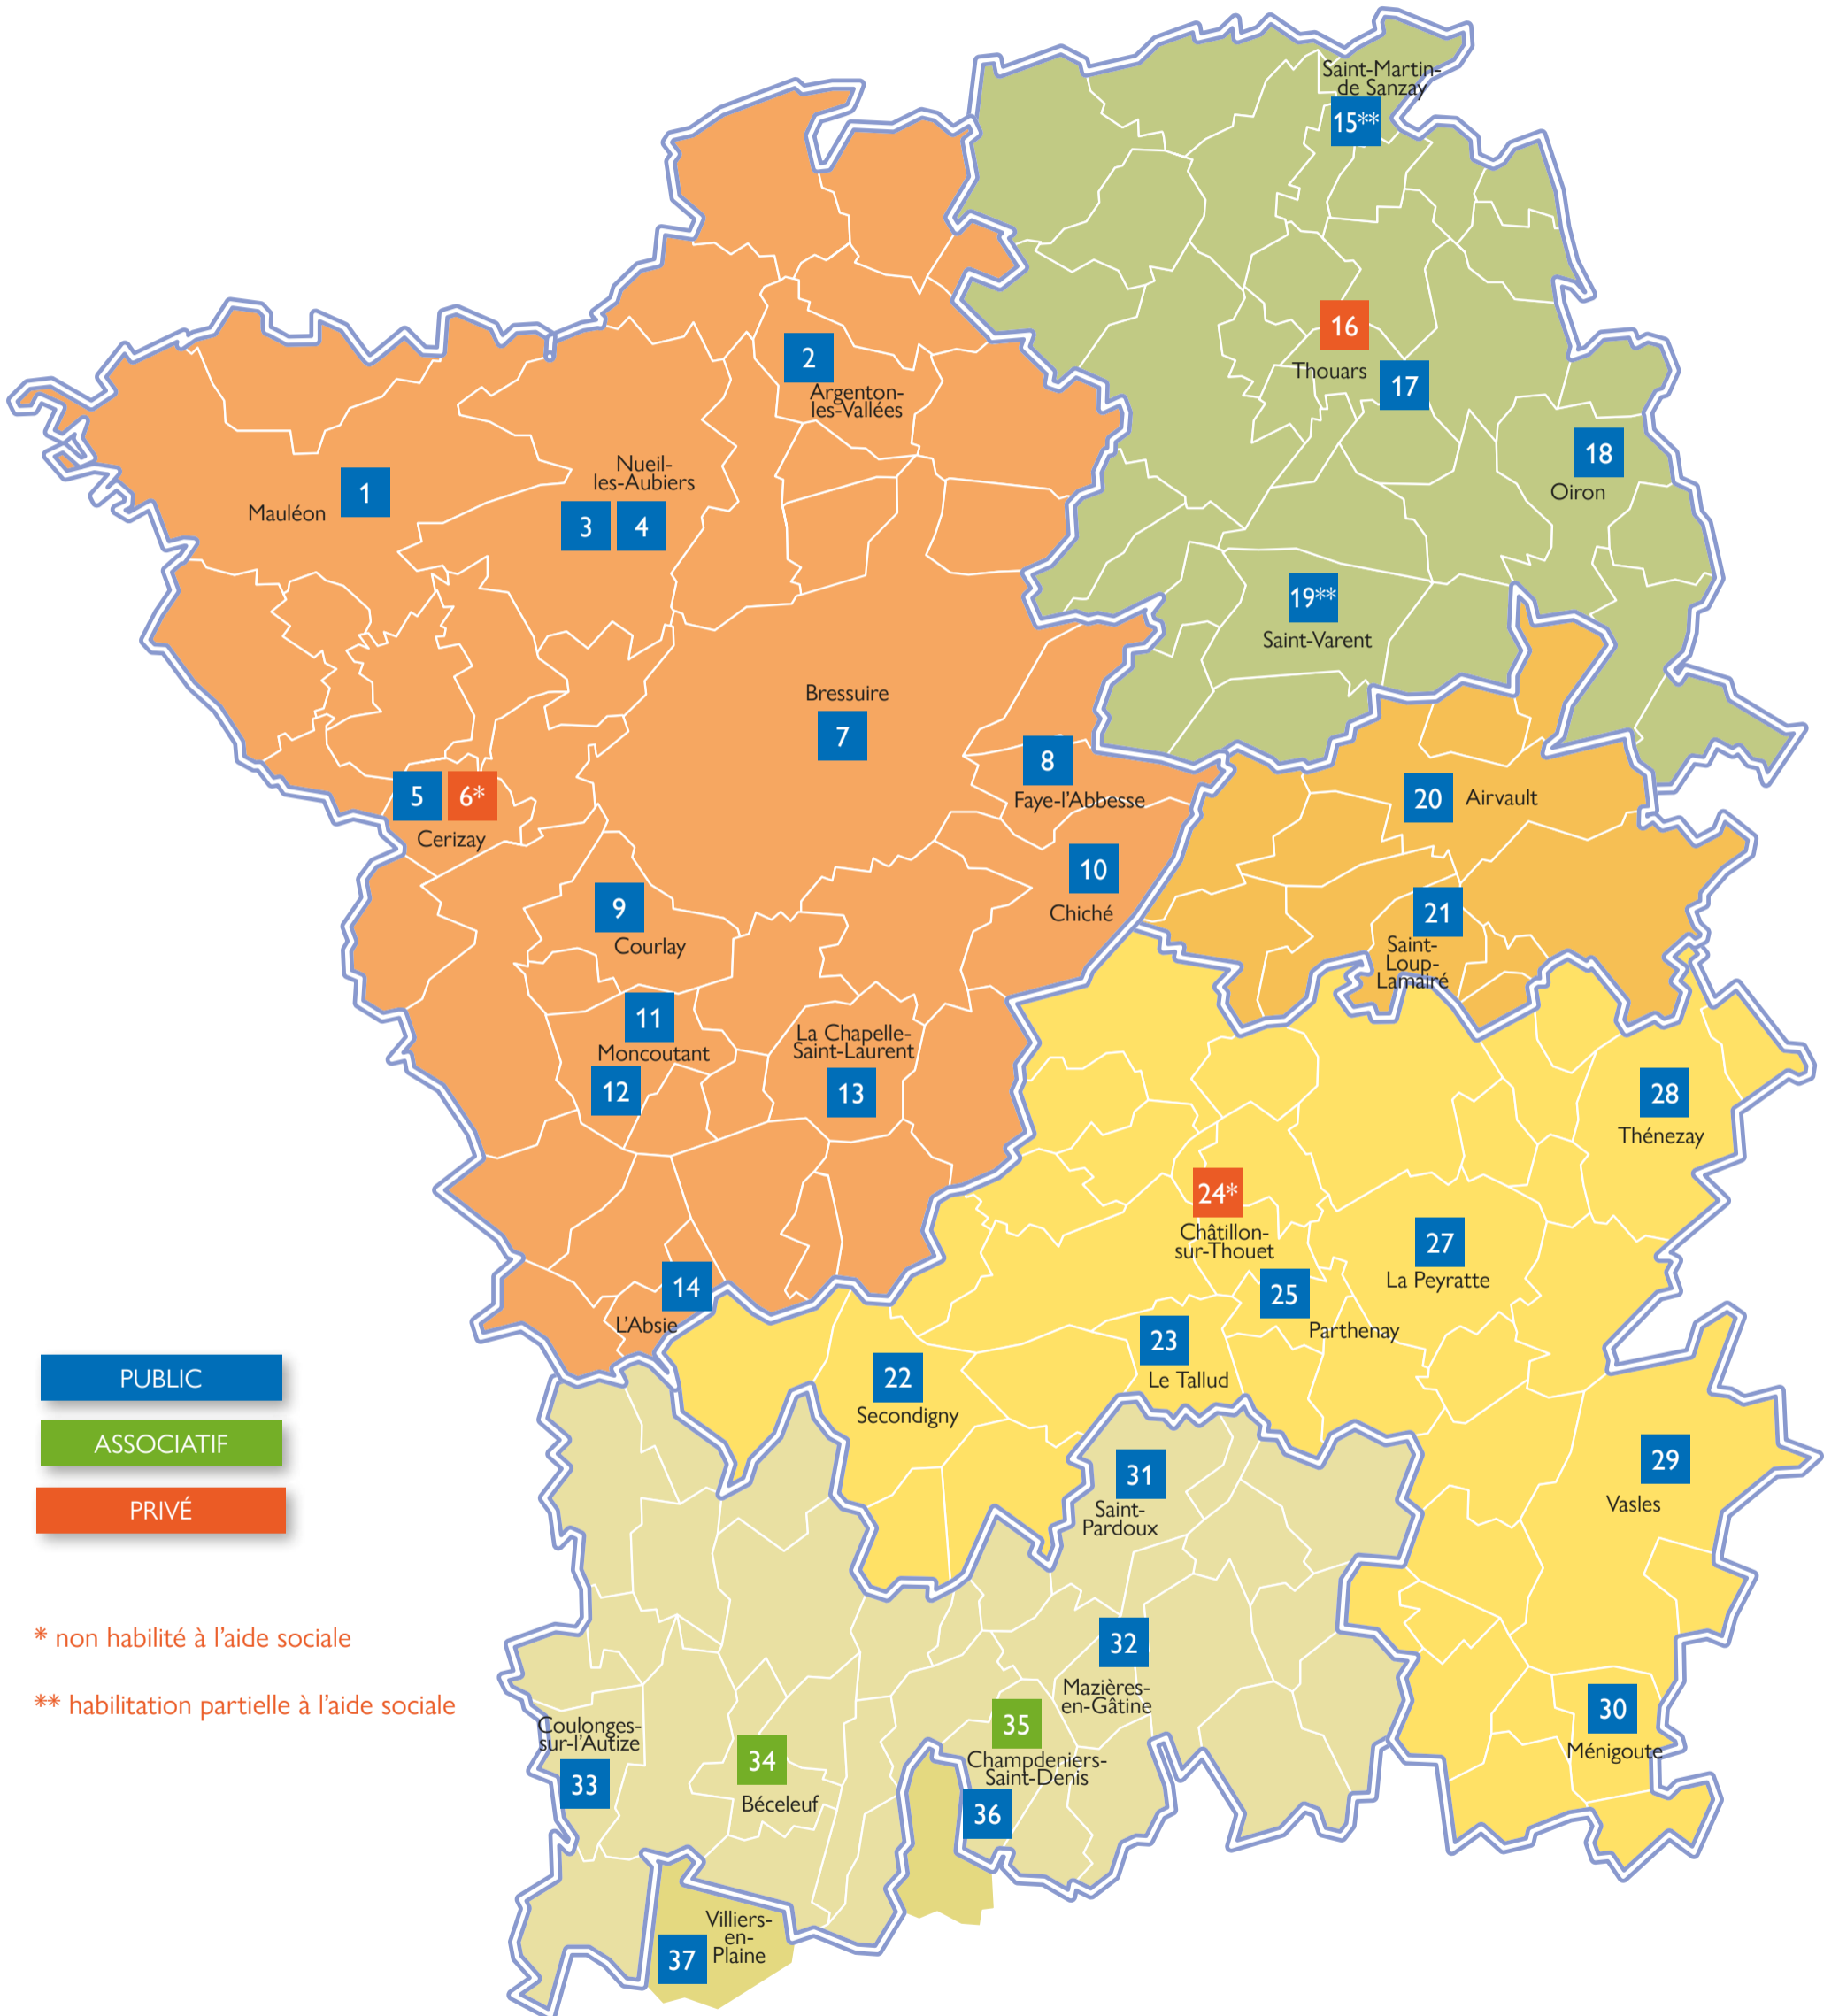 Saint-Martin-
de Sanzay
15**
16
Thouars
17
2
Argenton-
les-Vallées
18
Oiron
Nueil-
les-Aubiers
1
Mauléon
3
4
19**
Saint-Varent
Bressuire
7
8
Faye-l'Abbesse
5
6*
Cerizay
20
Airvault
10
Chiché
9
Courlay
21
Saint-
Loup-
Lamairé
11
Moncoutant
12
La Chapelle-
Saint-Laurent
13
28
Thénezay
24*
Châtillon-
sur-Thouet
27
La Peyratte
14
L'Absie
25
Parthenay
23
Le Tallud
22
Secondigny
PUBLIC
ASSOCIATIF
PRIVÉ
31
Saint-
Pardoux
29
Vasles
* non habilité à l'aide sociale
** habilitation partielle à l'aide sociale
32
Mazières-
en-Gâtine
30
Ménigoute
Coulonges-
sur-l'Autize
33
34
Béceleuf
35
Champdeniers-
Saint-Denis
36
Villiers-
en-
Plaine
37